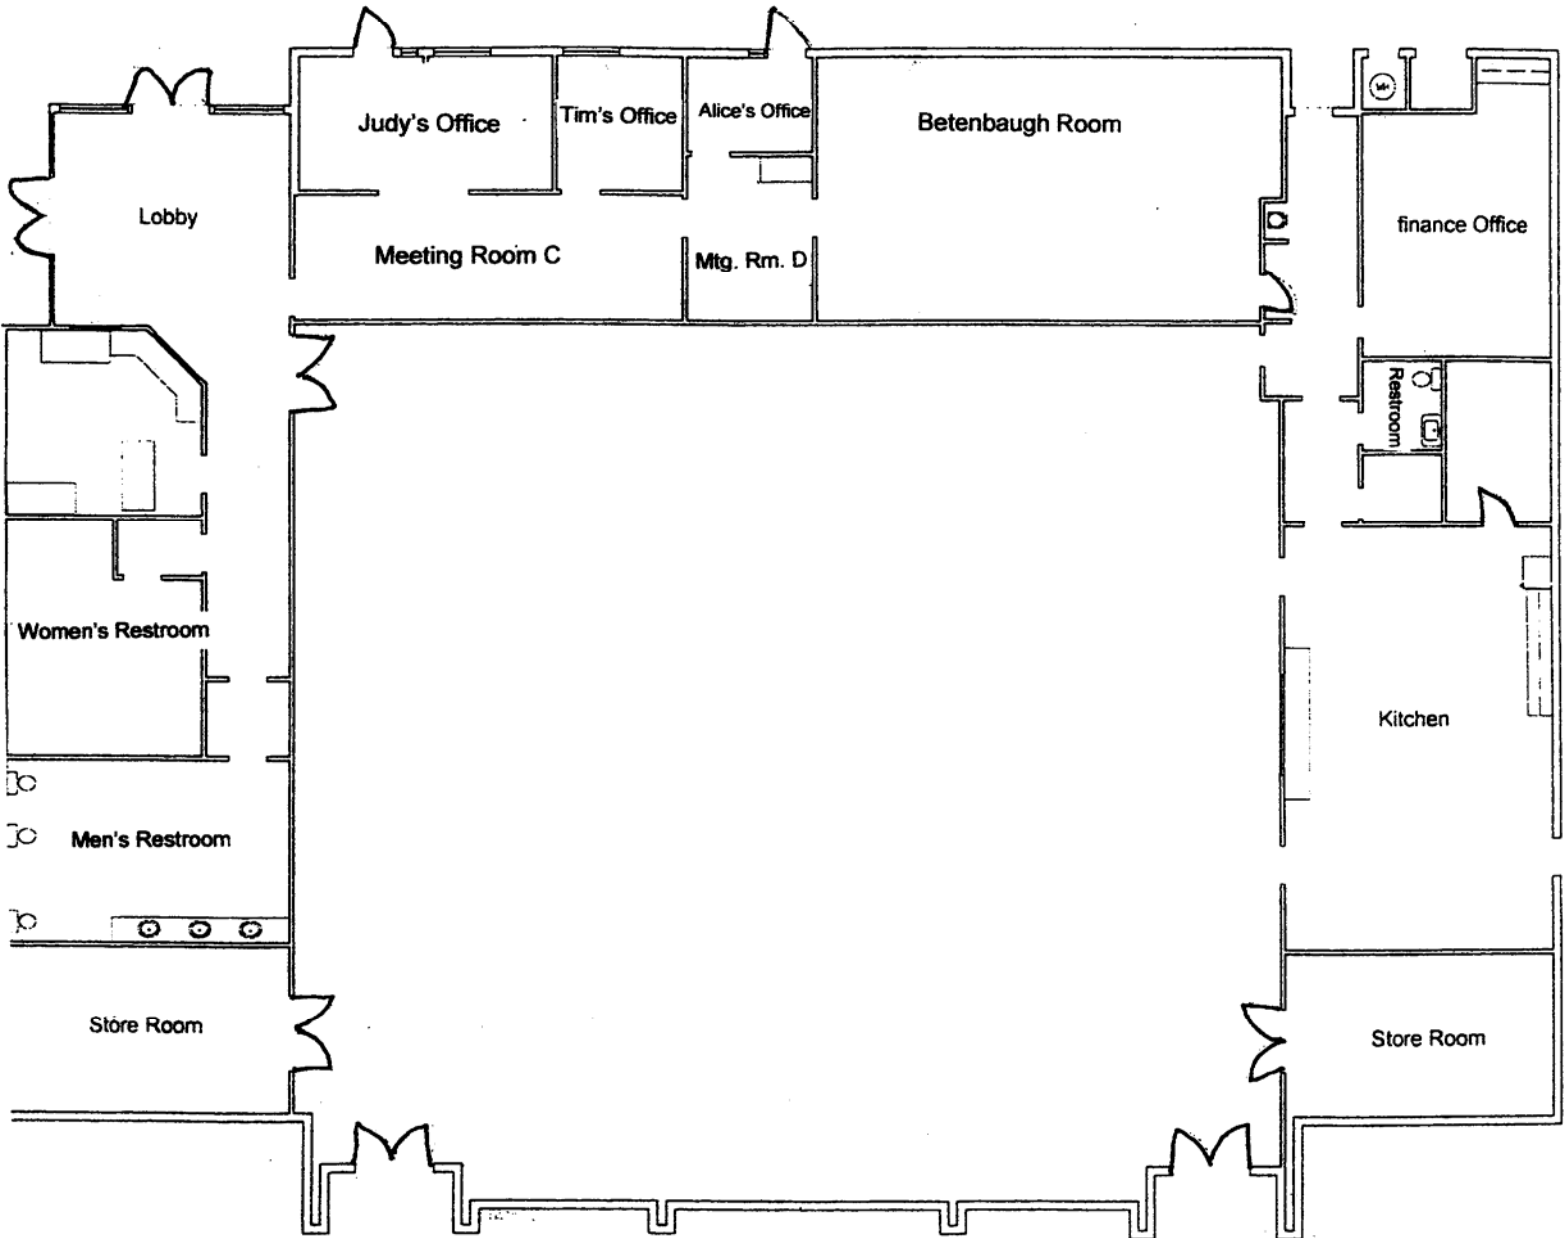 Judy's Office
Tim's Office
Alice's Office
Betenbaugh Room
Lobby
finance Office
Meeting Room C
Mtg. Rm. D
Restroom
Women's Restroom
Kitchen
Men's Restroom
Store Room
Store Room